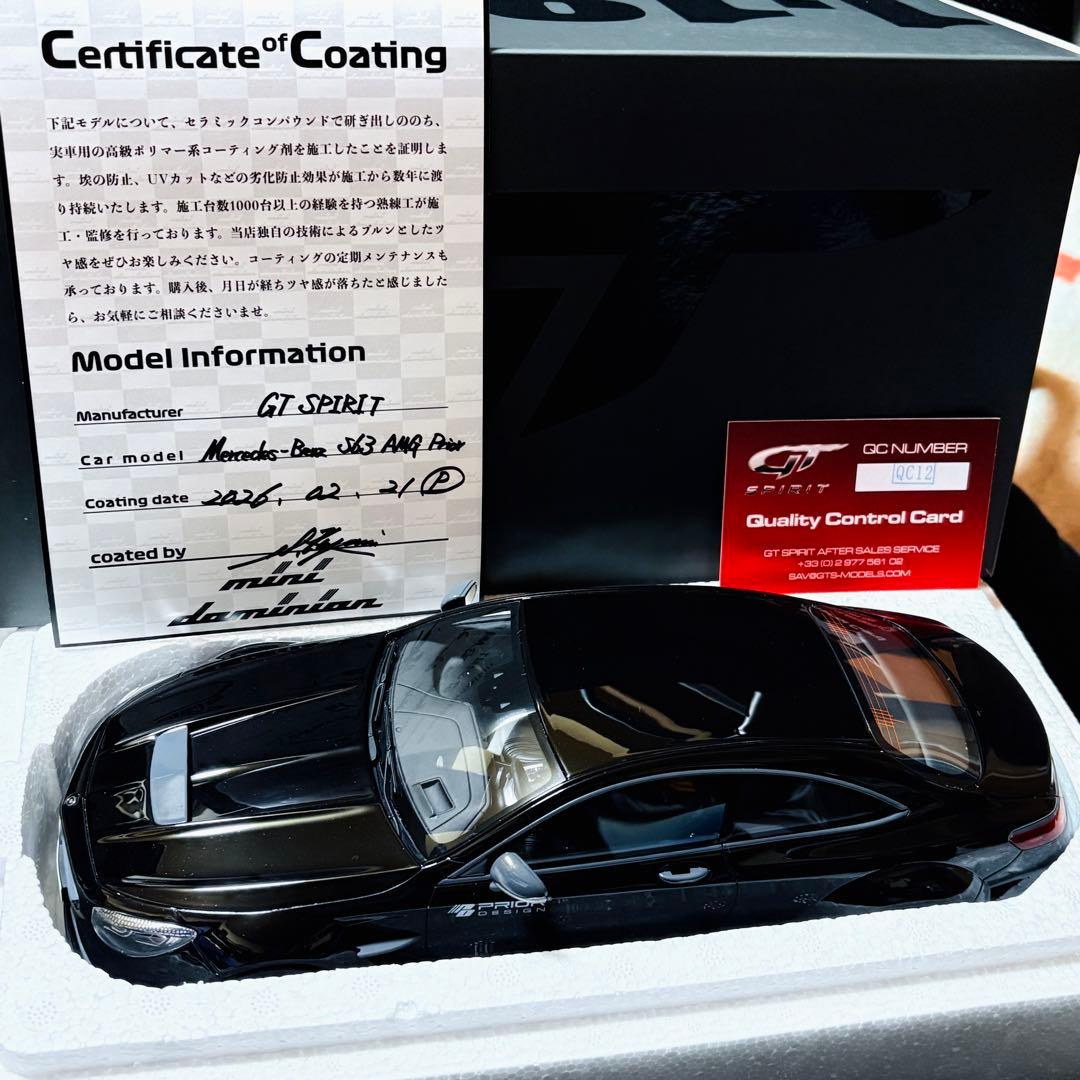 Certificate of Coating
下記モデルについて、セラミックコンパウンドで研ぎ出しののち、
実車用の高級ポリマー系コーティング剤を施工したことを証明しま
す。埃の防止、UVカットなどの劣化防止効果が施工から数年に渡
り持続いたします。施工台数1000台以上の経験を持つ熟練工が施
工・監修を行っております。当店独自の技術によるプルンとしたツ
ヤ感をぜひお楽しみください。コーティングの定期メンテナンスも
承っております。購入後、月日が経ちツヤ感が落ちたと感じました
ら、お気軽にご相談くださいませ。
Model Information
Manufacturer GT SPIRIT
Car model Mercedes-Benz S63 AMG Prior
Coating date 2026. 02. 21 P
coated by
mini
dominian
GT
SPIRIT
QC NUMBER
QC12
Quality Control Card
GT SPIRIT AFTER SALES SERVICE
+33 (0) 2 977 561 02
SAV@GTS-MODELS.COM
PRIOR
DESIGN